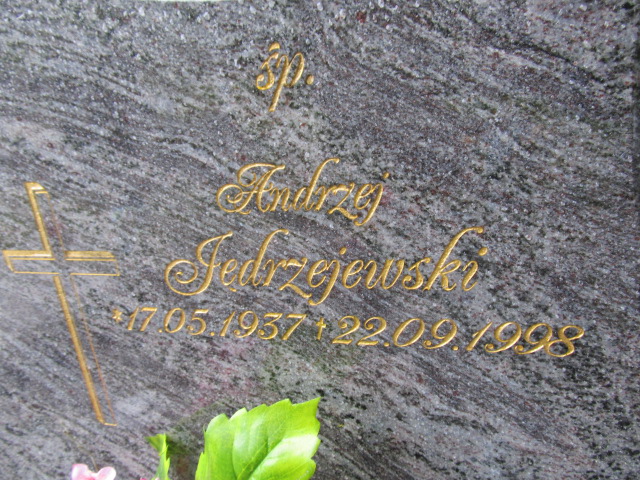 śp.
Andrzej
Jędrzejewski
*17.05.1937 †22.09.1998